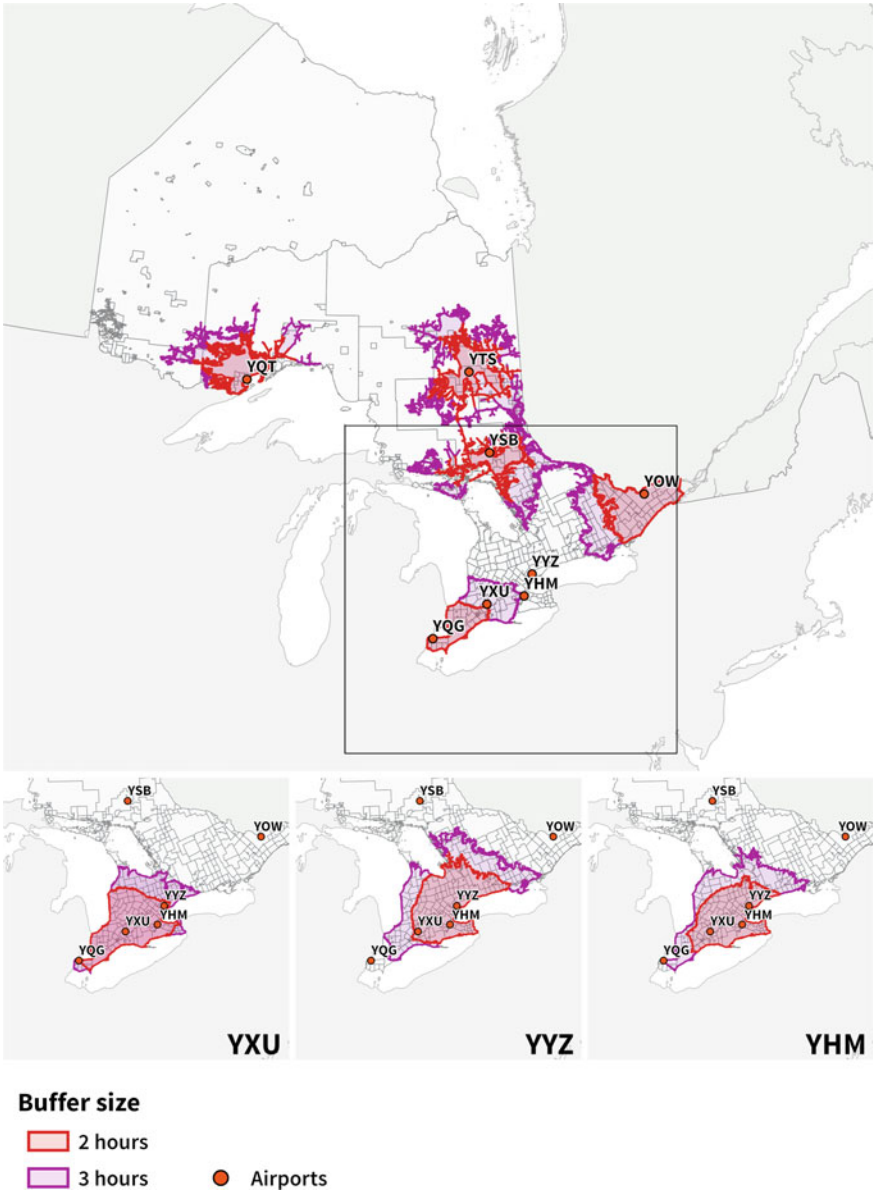 YQT
YTS
YSB
YOW
YYZ
YHM
YXU
YQG
YSB
YOW
YYZ
YXU
YHM
YQG
YXU
YSB
YOW
YYZ
YXU
YHM
YQG
YYZ
YSB
YOW
YYZ
YXU
YHM
YQG
YHM
Buffer size
2 hours
3 hours
Airports